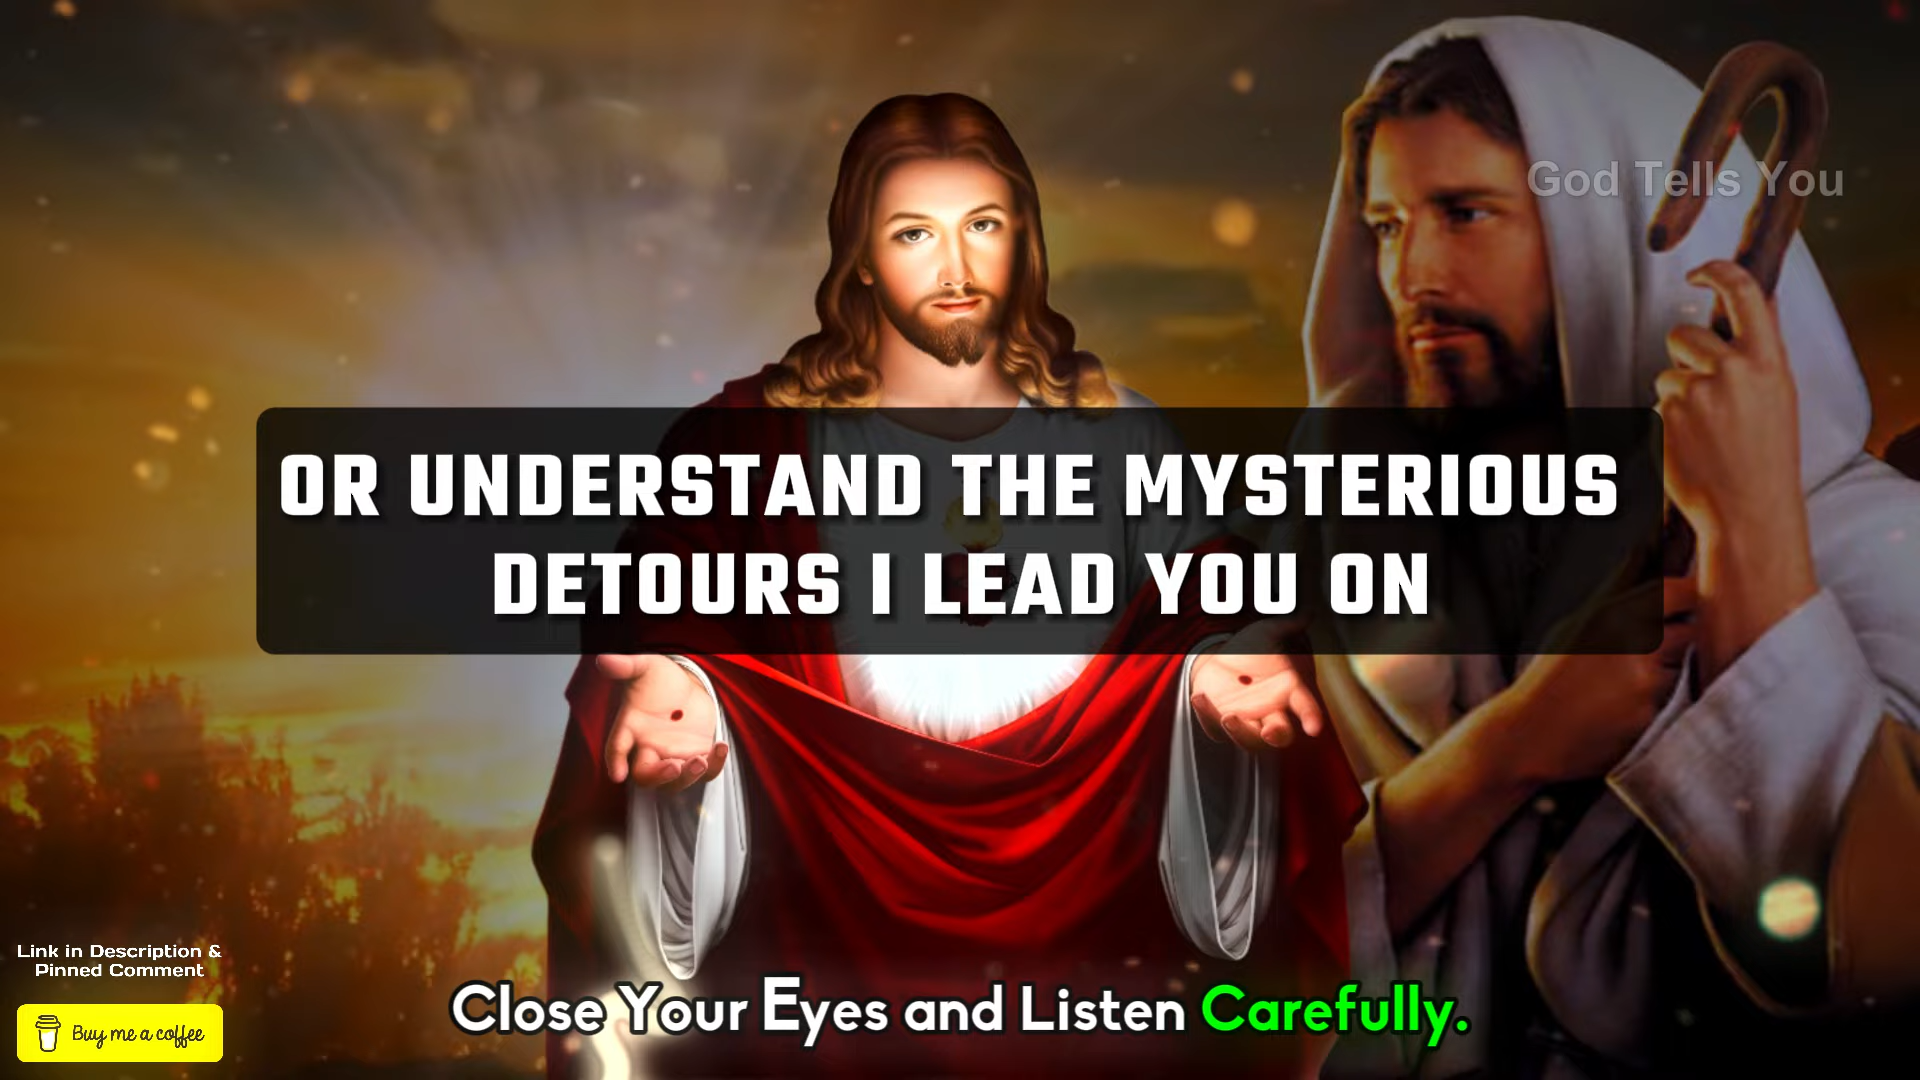 God Tells You
OR UNDERSTAND THE MYSTERIOUS
DETOURS I LEAD YOU ON
Link in Description &
Pinned Comment
Buy me a coffee
Close Your Eyes and Listen Carefully.